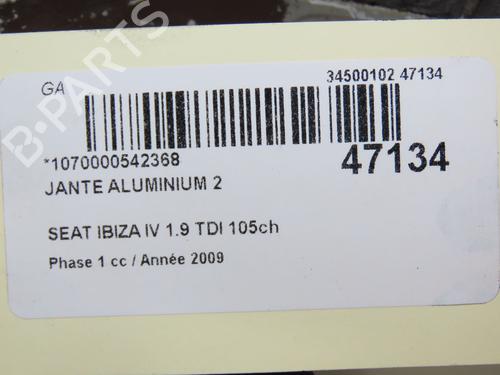 B-PARTS
GA
34500102 47134
*1070000542368
47134
JANTE ALUMINIUM 2
SEAT IBIZA IV 1.9 TDI 105ch
Phase 1 cc / Année 2009